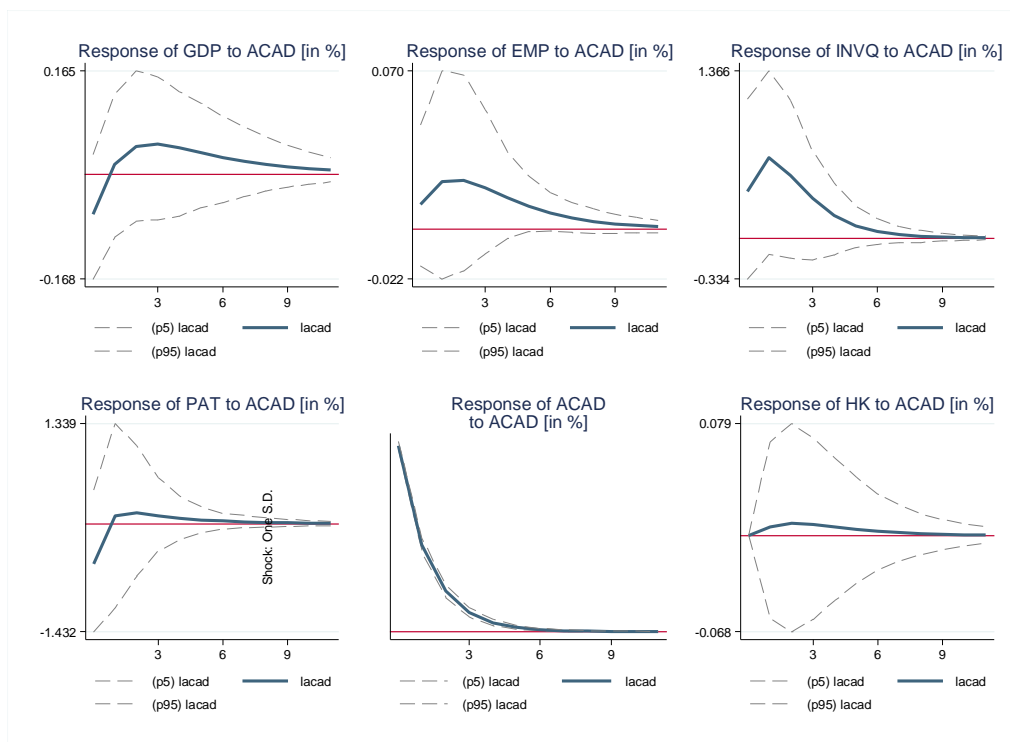 Response of GDP to ACAD [in %]
0.165
-0.168
3 6 9
(p5) lacad lacad
(p95) lacad
Response of EMP to ACAD [in %]
0.070
-0.022
3 6 9
(p5) lacad lacad
(p95) lacad
Response of INVQ to ACAD [in %]
1.366
-0.334
3 6 9
(p5) lacad lacad
(p95) lacad
Response of PAT to ACAD [in %]
1.339
-1.432
3 6 9
(p5) lacad lacad
(p95) lacad
Shock: One S.D.
Response of ACAD
to ACAD [in %]
3 6 9
(p5) lacad lacad
(p95) lacad
Response of HK to ACAD [in %]
0.079
-0.068
3 6 9
(p5) lacad lacad
(p95) lacad